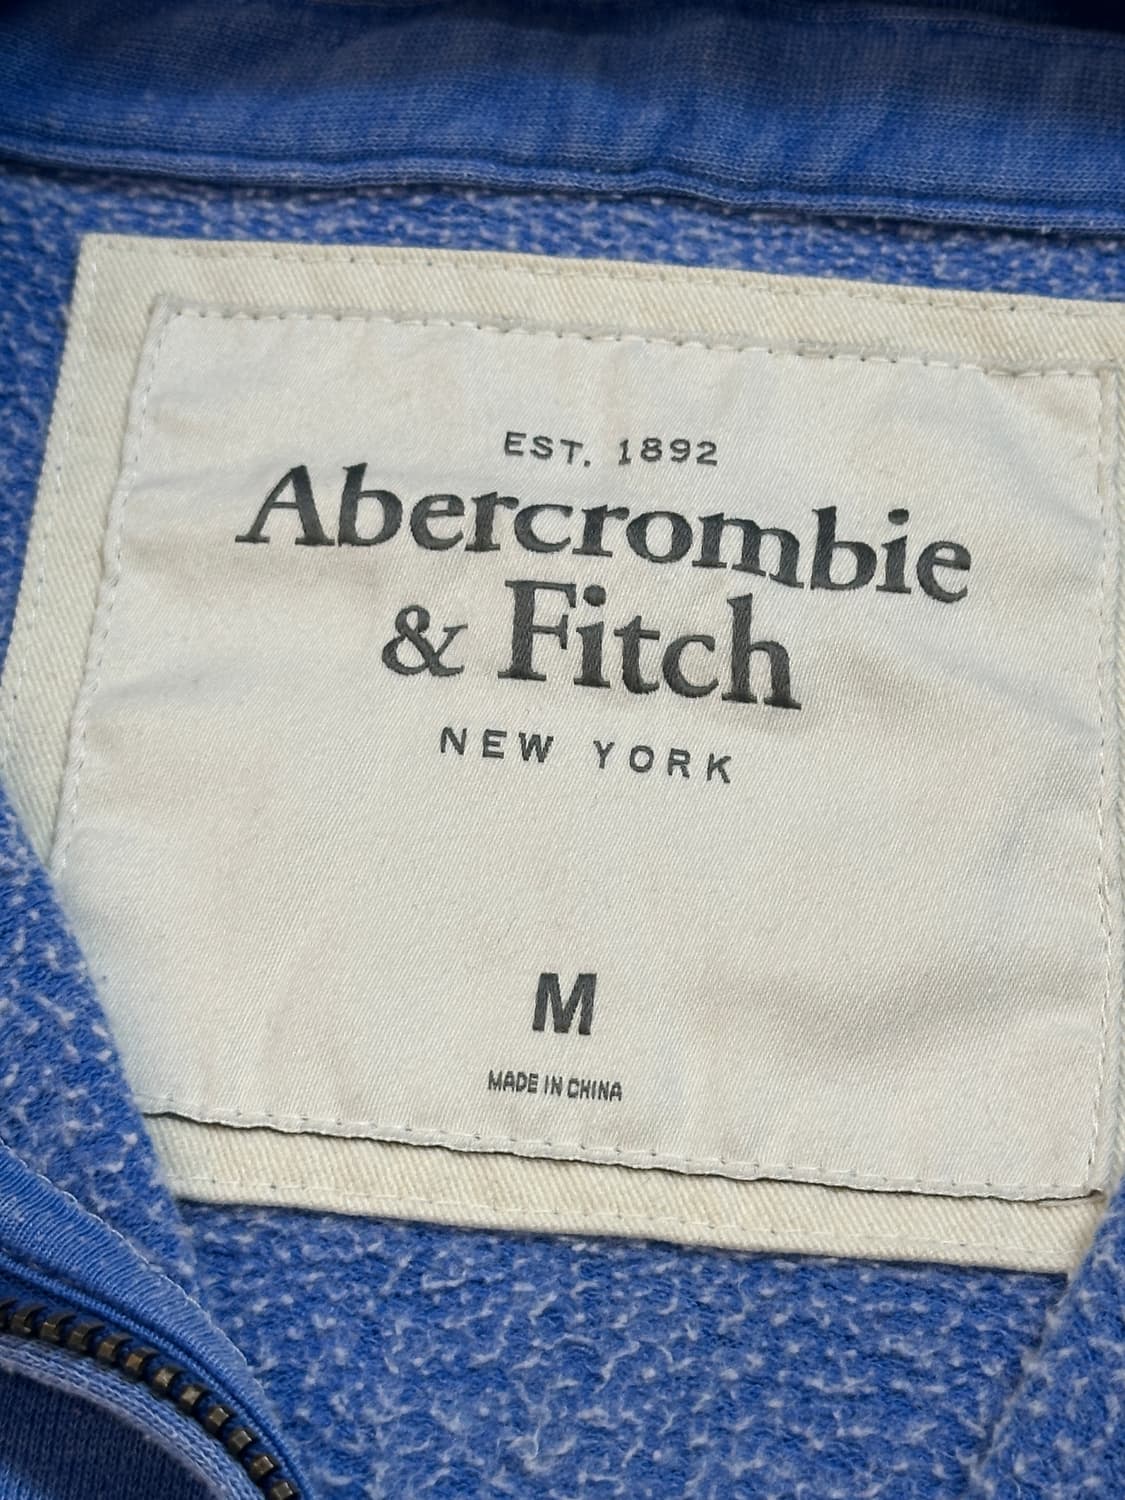 EST. 1892
Abercrombie
& Fitch
NEW YORK
M
MADE IN CHINA